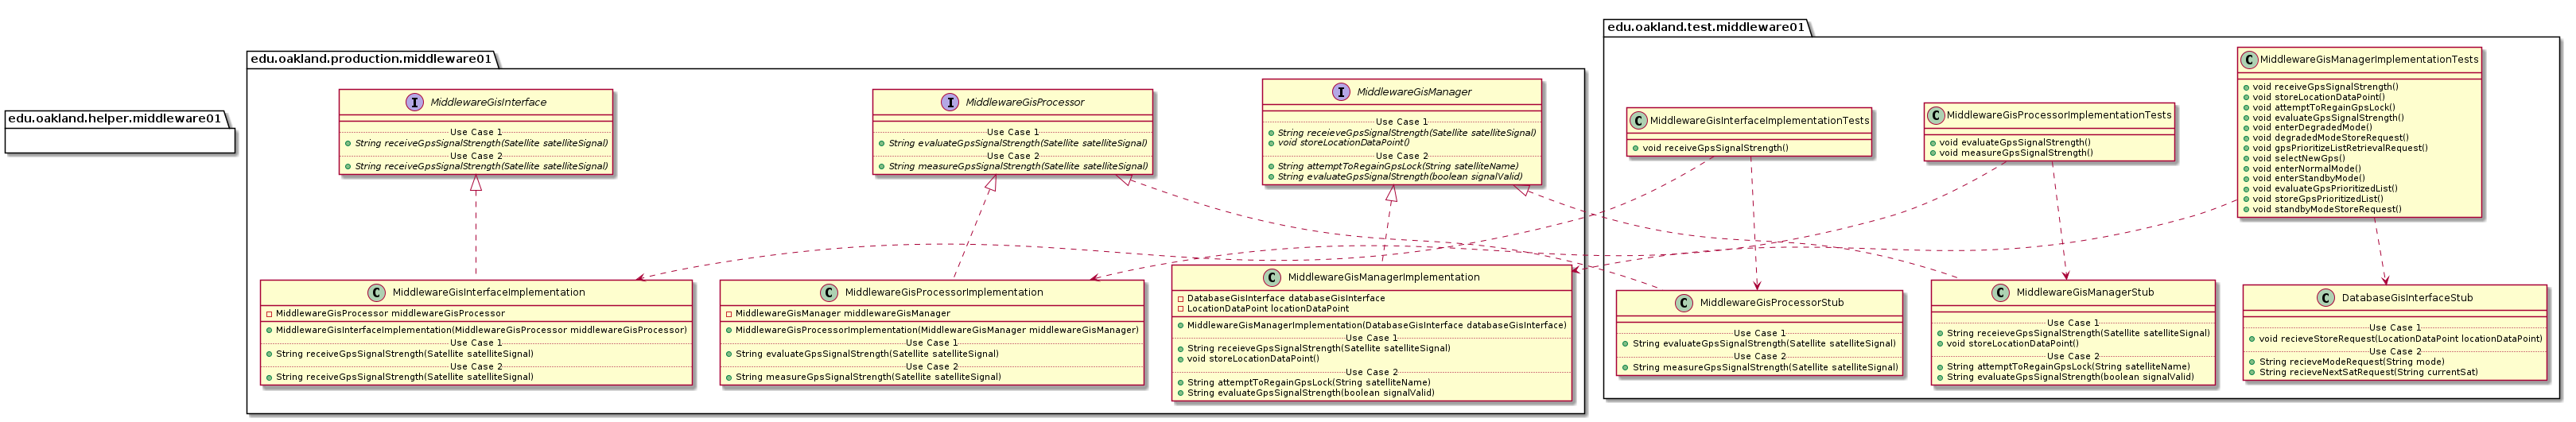 edu.oakland.helper.middleware01
edu.oakland.production.middleware01
I MiddlewareGisInterface
Use Case 1
String receiveGpsSignalStrength(Satellite satelliteSignal)
Use Case 2
String receiveGpsSignalStrength(Satellite satelliteSignal)
I MiddlewareGisProcessor
Use Case 1
String evaluateGpsSignalStrength(Satellite satelliteSignal)
Use Case 2
String measureGpsSignalStrength(Satellite satelliteSignal)
I MiddlewareGisManager
Use Case 1
String receieveGpsSignalStrength(Satellite satelliteSignal)
void storeLocationDataPoint()
Use Case 2
String attemptToRegainGpsLock(String satelliteName)
String evaluateGpsSignalStrength(boolean signalValid)
C MiddlewareGisInterfaceImplementation
MiddlewareGisProcessor middlewareGisProcessor
MiddlewareGisInterfaceImplementation(MiddlewareGisProcessor middlewareGisProcessor)
Use Case 1
String receiveGpsSignalStrength(Satellite satelliteSignal)
Use Case 2
String receiveGpsSignalStrength(Satellite satelliteSignal)
C MiddlewareGisProcessorImplementation
MiddlewareGisManager middlewareGisManager
MiddlewareGisProcessorImplementation(MiddlewareGisManager middlewareGisManager)
Use Case 1
String evaluateGpsSignalStrength(Satellite satelliteSignal)
Use Case 2
String measureGpsSignalStrength(Satellite satelliteSignal)
C MiddlewareGisManagerImplementation
DatabaseGisInterface databaseGisInterface
LocationDataPoint locationDataPoint
MiddlewareGisManagerImplementation(DatabaseGisInterface databaseGisInterface)
Use Case 1
String receieveGpsSignalStrength(Satellite satelliteSignal)
void storeLocationDataPoint()
Use Case 2
String attemptToRegainGpsLock(String satelliteName)
String evaluateGpsSignalStrength(boolean signalValid)
edu.oakland.test.middleware01
C MiddlewareGisInterfaceImplementationTests
void receiveGpsSignalStrength()
C MiddlewareGisProcessorImplementationTests
void evaluateGpsSignalStrength()
void measureGpsSignalStrength()
C MiddlewareGisManagerImplementationTests
void receiveGpsSignalStrength()
void storeLocationDataPoint()
void attemptToRegainGpsLock()
void evaluateGpsSignalStrength()
void enterDegradedMode()
void degradedModeStoreRequest()
void gpsPrioritizeListRetrievalRequest()
void selectNewGps()
void enterNormalMode()
void enterStandbyMode()
void evaluateGpsPrioritizedList()
void storeGpsPrioritizedList()
void standbyModeStoreRequest()
C MiddlewareGisProcessorStub
Use Case 1
String evaluateGpsSignalStrength(Satellite satelliteSignal)
Use Case 2
String measureGpsSignalStrength(Satellite satelliteSignal)
C MiddlewareGisManagerStub
Use Case 1
String receieveGpsSignalStrength(Satellite satelliteSignal)
void storeLocationDataPoint()
Use Case 2
String attemptToRegainGpsLock(String satelliteName)
String evaluateGpsSignalStrength(boolean signalValid)
C DatabaseGisInterfaceStub
Use Case 1
void recieveStoreRequest(LocationDataPoint locationDataPoint)
Use Case 2
String recieveModeRequest(String mode)
String recieveNextSatRequest(String currentSat)